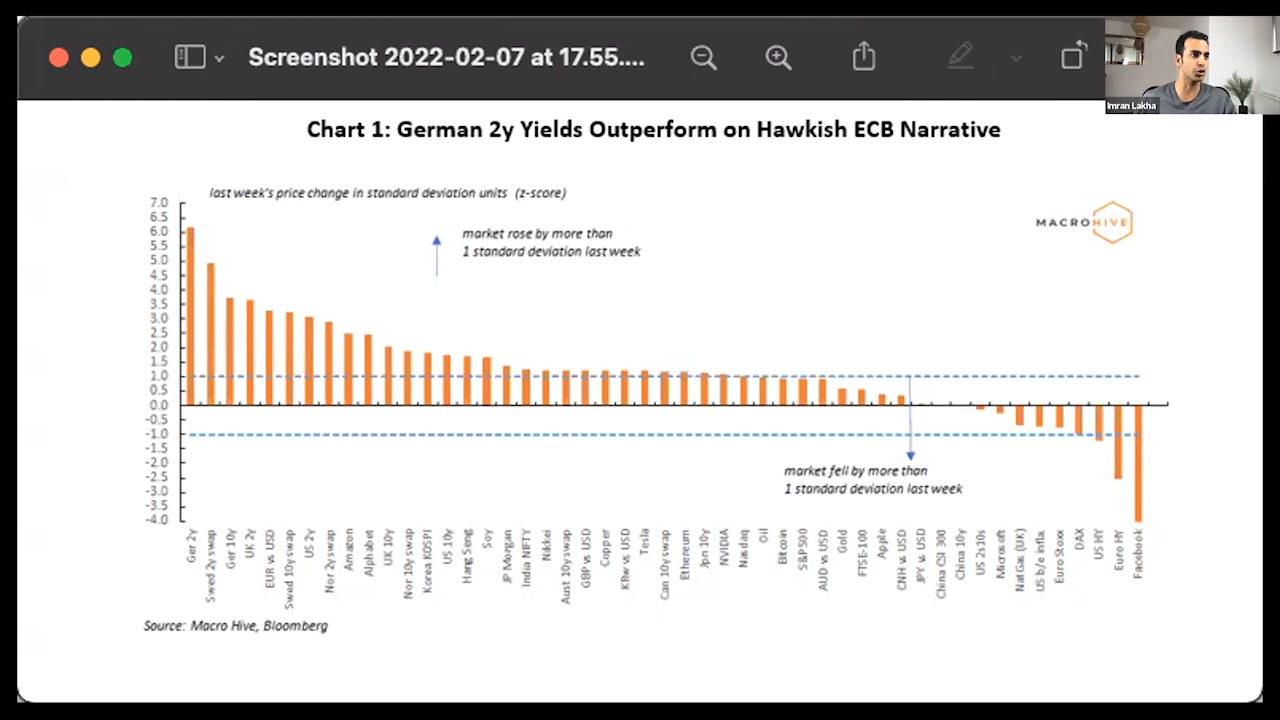 Screenshot 2022-02-07 at 17.55....
Imran Lakha
Chart 1: German 2y Yields Outperform on Hawkish ECB Narrative
last week's price change in standard deviation units (z-score)
MACROHIVE
market rose by more than
1 standard deviation last week
7.0
6.5
6.0
5.5
5.0
4.5
4.0
3.5
3.0
2.5
2.0
1.5
1.0
0.5
0.0
-0.5
-1.0
-1.5
-2.0
-2.5
-3.0
-3.5
-4.0
market fell by more than
1 standard deviation last week
Ger 2y
Swed 2y swap
Ger 10y
UK 2y
EUR vs USD
Swed 10y swap
US 2y
Nor 2y swap
Amazon
Alphabet
UK 10y
Nor 10y swap
Korea KOSPI
US 10y
Hang Seng
Soy
JP Morgan
India NIFTY
Nikkei
Aust 10y swap
GBP vs USD
Copper
KRW vs USD
Tesla
Can 10y swap
Ethereum
Jpn 10y
NVIDIA
Nasdaq
Oil
Bitcoin
S&P500
AUD vs USD
Gold
FTSE-100
Apple
CNH vs USD
JPY vs USD
China CSI 300
China 10y
US 2s10s
Microsoft
NatGas (UK)
US b/e infla.
Euro Stoxx
DAX
US HY
Euro HY
Facebook
Source: Macro Hive, Bloomberg